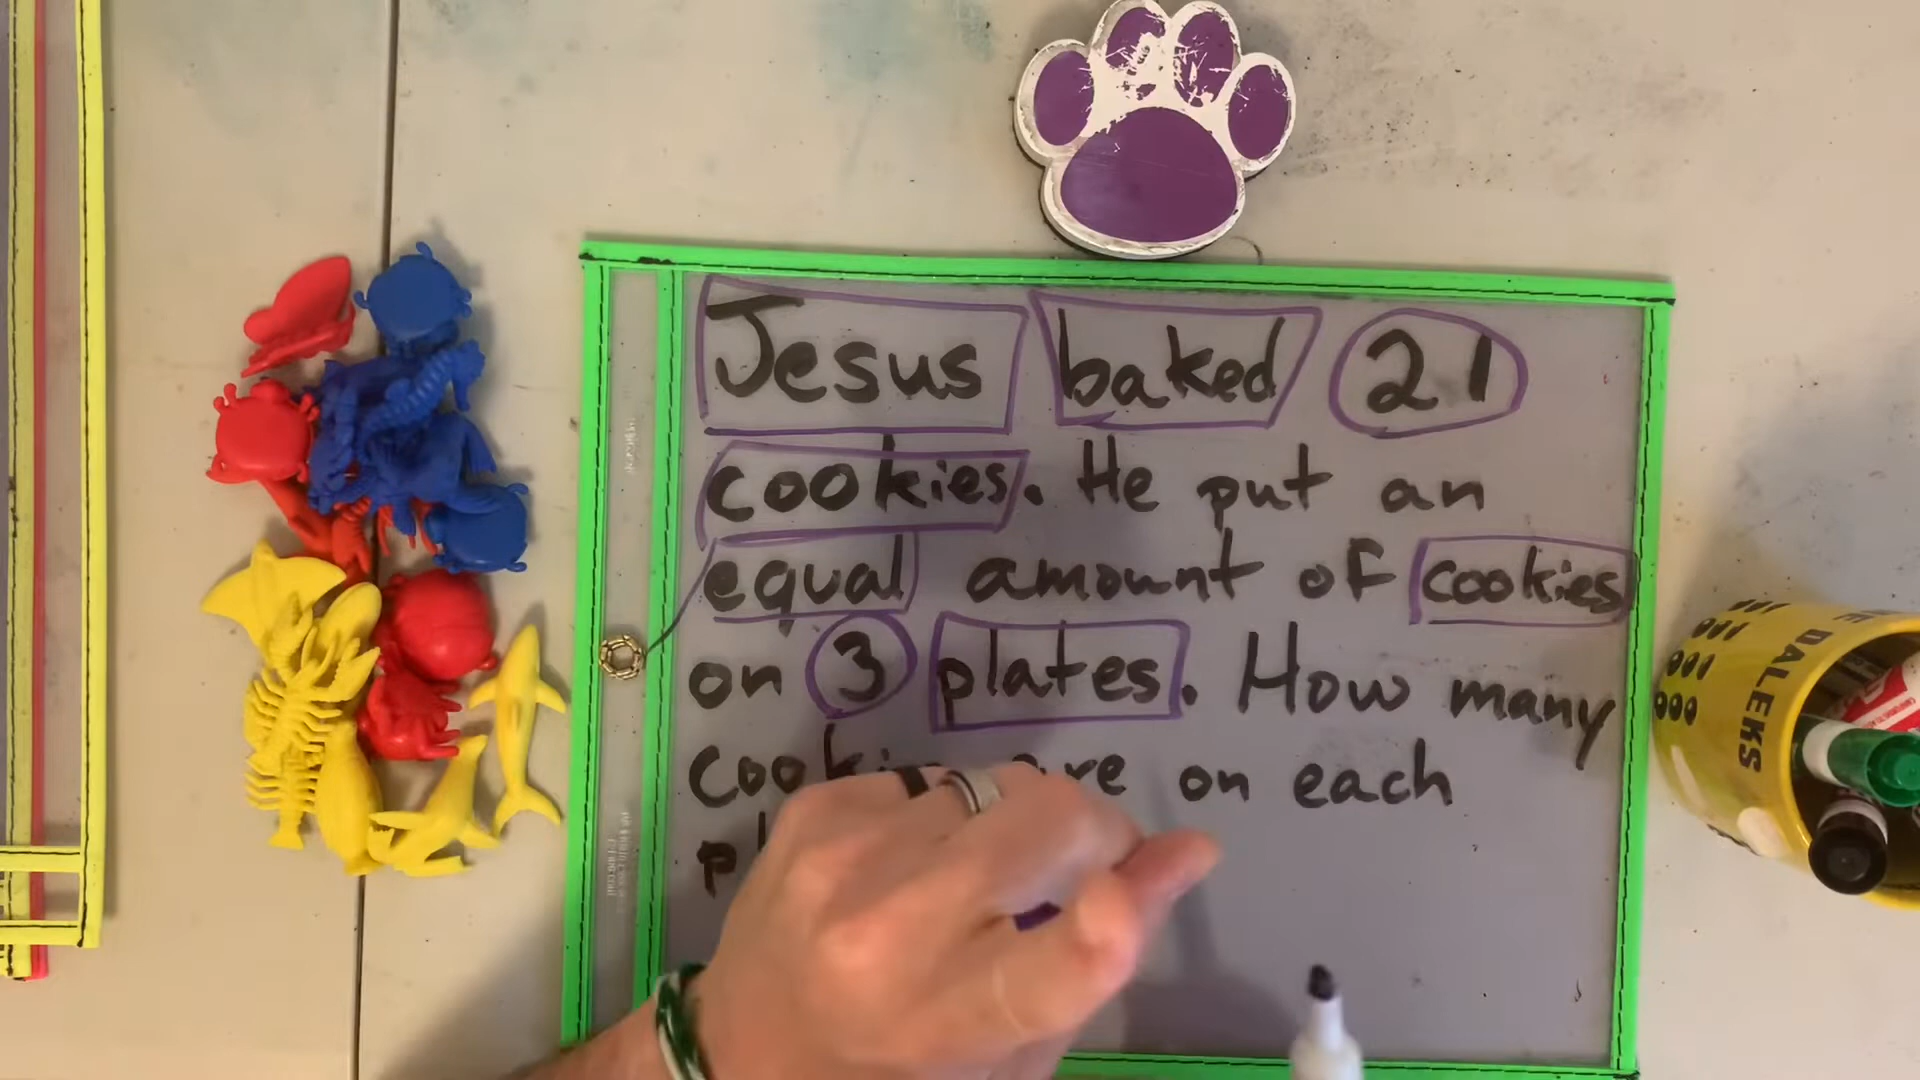 Jesus baked 21
cookies. He put an
equal amount of cookies
on 3 plates. How many
are on each
DALEKS